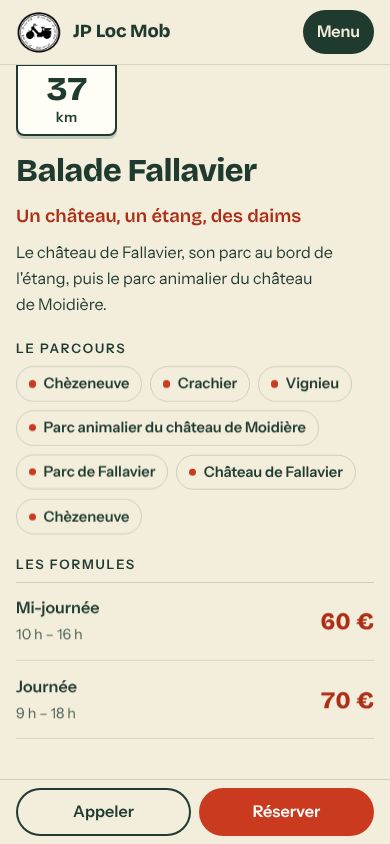 JP Loc Mob
Menu
37
km
Balade Fallavier
Un château, un étang, des daims
Le château de Fallavier, son parc au bord de
l'étang, puis le parc animalier du château
de Moidière.
LE PARCOURS
Chèzeneuve
Crachier
Vignieu
Parc animalier du château de Moidière
Parc de Fallavier
Château de Fallavier
Chèzeneuve
LES FORMULES
Mi-journée
60 €
10 h – 16 h
Journée
70 €
9 h – 18 h
Appeler
Réserver